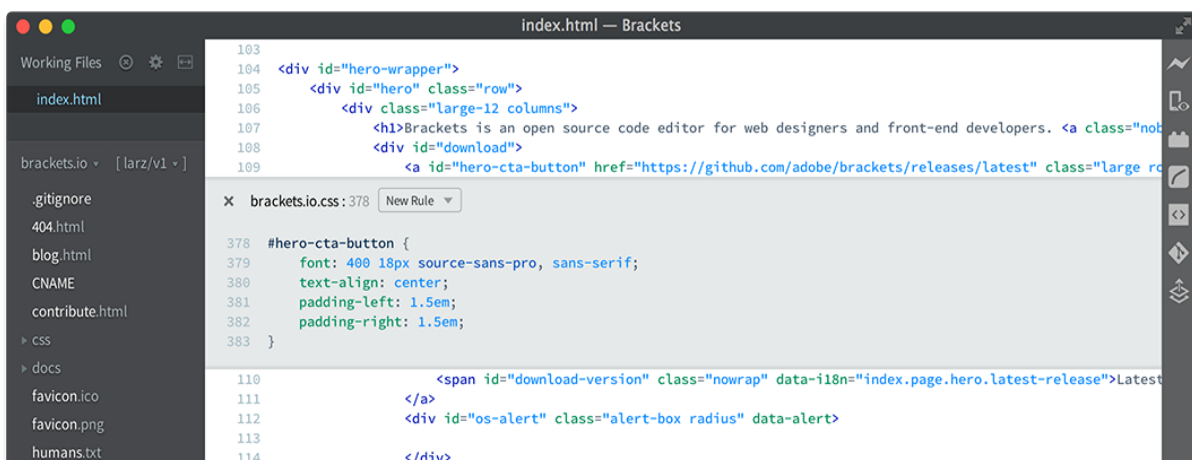 index.html — Brackets
Working Files
index.html
brackets.io [ larz/v1 ]
.gitignore
404.html
blog.html
CNAME
contribute.html
css
docs
favicon.ico
favicon.png
humans.txt
103
104 <div id="hero-wrapper">
105 <div id="hero" class="row">
106 <div class="large-12 columns">
107 <h1>Brackets is an open source code editor for web designers and front-end developers. <a class="nob
108 <div id="download">
109 <a id="hero-cta-button" href="https://github.com/adobe/brackets/releases/latest" class="large ro
× brackets.io.css : 378 New Rule
378 #hero-cta-button {
379 font: 400 18px source-sans-pro, sans-serif;
380 text-align: center;
381 padding-left: 1.5em;
382 padding-right: 1.5em;
383 }
110 <span id="download-version" class="nowrap" data-i18n="index.page.hero.latest-release">Latest
111 </a>
112 <div id="os-alert" class="alert-box radius" data-alert>
113
114 </div>